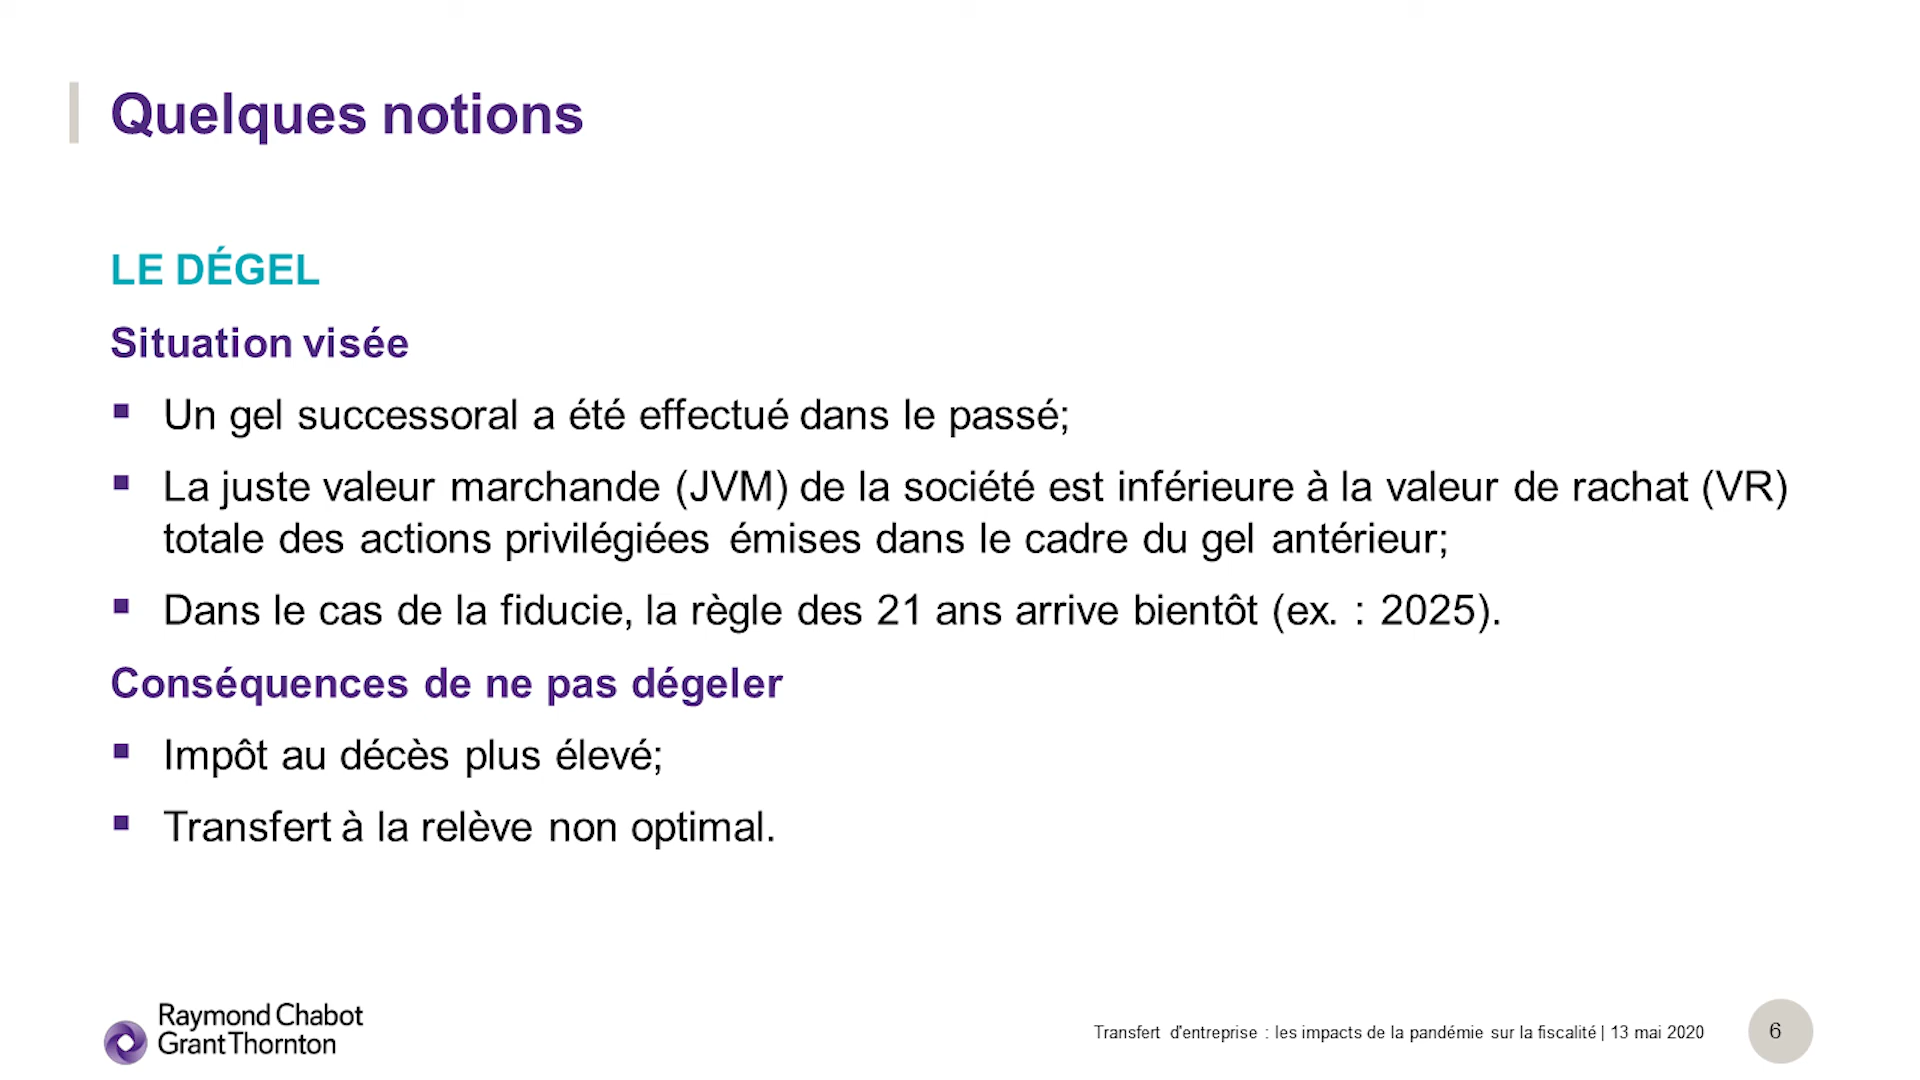 Quelques notions
LE DÉGEL
Situation visée
▪ Un gel successoral a été effectué dans le passé;
▪ La juste valeur marchande (JVM) de la société est inférieure à la valeur de rachat (VR)
totale des actions privilégiées émises dans le cadre du gel antérieur;
▪ Dans le cas de la fiducie, la règle des 21 ans arrive bientôt (ex. : 2025).
Conséquences de ne pas dégeler
▪ Impôt au décès plus élevé;
▪ Transfert à la relève non optimal.
Raymond Chabot
Grant Thornton
Transfert d'entreprise : les impacts de la pandémie sur la fiscalité | 13 mai 2020
6